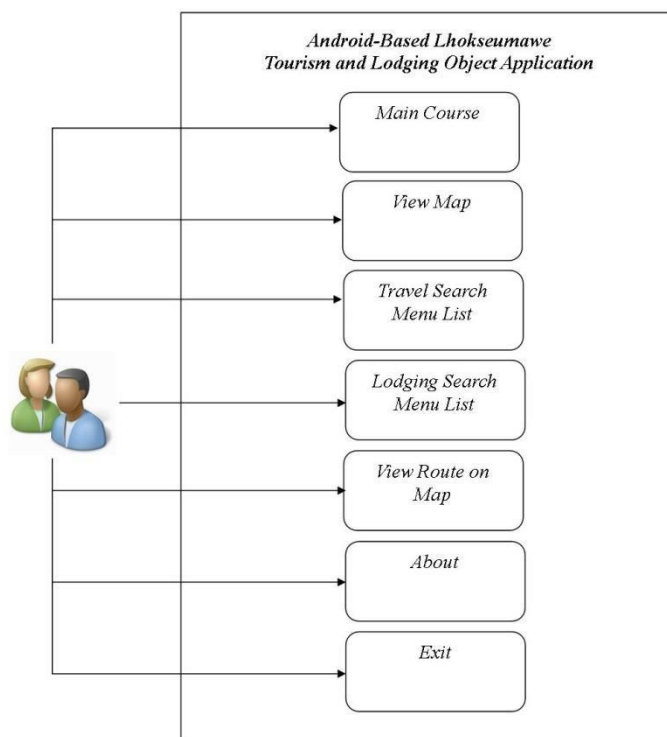 Android-Based Lhokseumawe
Tourism and Lodging Object Application
Main Course
View Map
Travel Search
Menu List
Lodging Search
Menu List
View Route on
Map
About
Exit